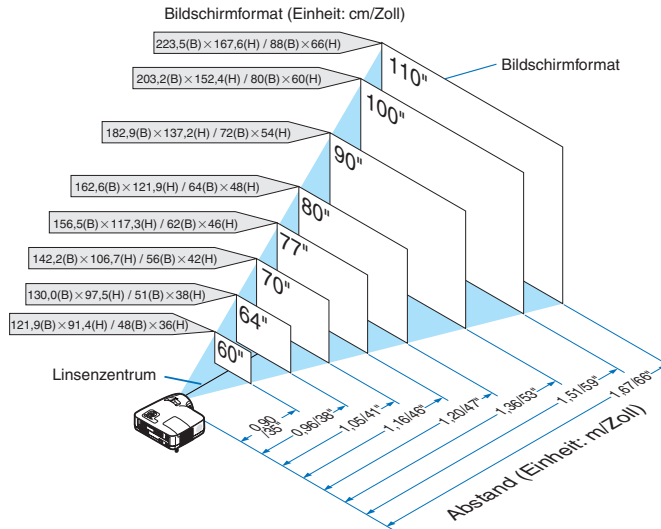 Bildschirmformat (Einheit: cm/Zoll)
223,5(B)×167,6(H) / 88(B)×66(H)
110"
Bildschirmformat
203,2(B)×152,4(H) / 80(B)×60(H)
100"
182,9(B)×137,2(H) / 72(B)×54(H)
90"
162,6(B)×121,9(H) / 64(B)×48(H)
80"
156,5(B)×117,3(H) / 62(B)×46(H)
77"
142,2(B)×106,7(H) / 56(B)×42(H)
70"
130,0(B)×97,5(H) / 51(B)×38(H)
64"
121,9(B)×91,4(H) / 48(B)×36(H)
60"
Linsenzentrum
0,90
/35"
0,96/38"
1,05/41"
1,16/46"
1,20/47"
1,36/53"
1,51/59"
1,67/66"
Abstand (Einheit: m/Zoll)